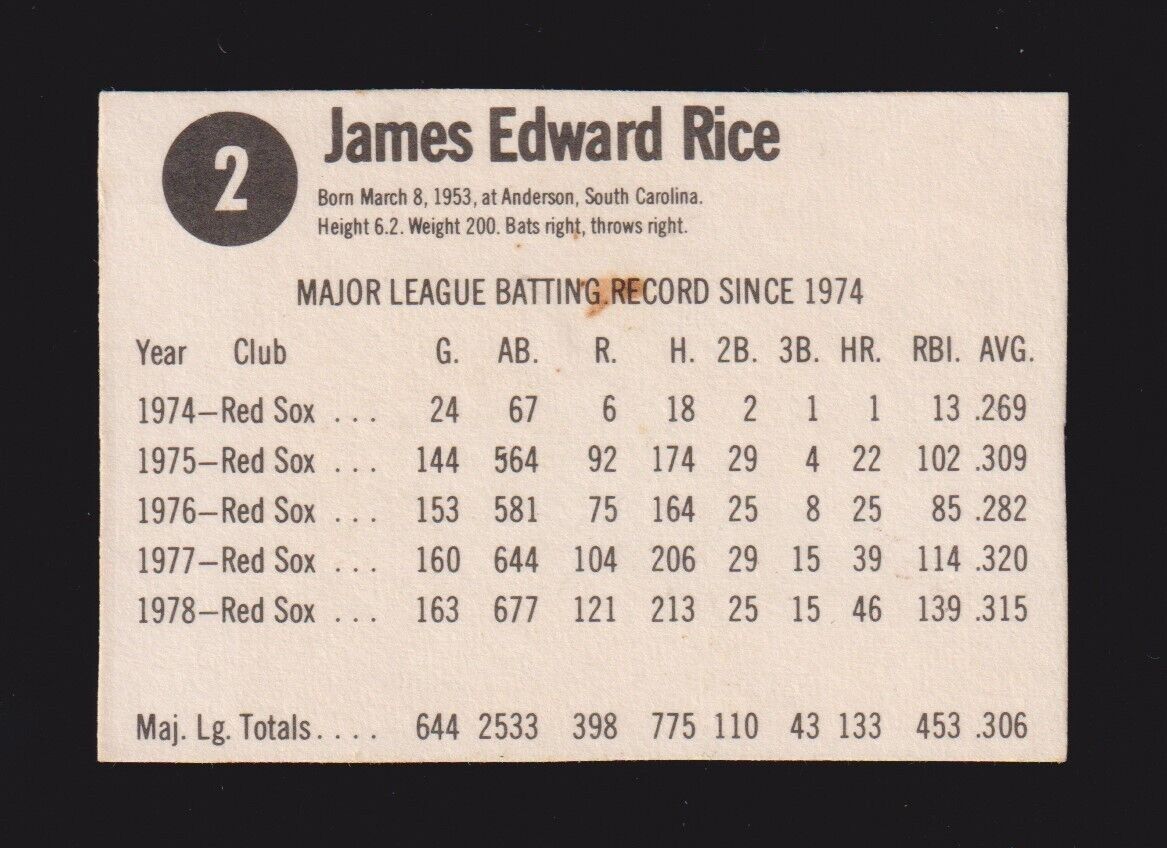 2
James Edward Rice
Born March 8, 1953, at Anderson, South Carolina.
Height 6.2. Weight 200. Bats right, throws right.
MAJOR LEAGUE BATTING RECORD SINCE 1974
Year Club G. AB. R. H. 2B. 3B. HR. RBI. AVG.
1974—Red Sox . . . 24 67 6 18 2 1 1 13 .269
1975—Red Sox . . . 144 564 92 174 29 4 22 102 .309
1976—Red Sox . . . 153 581 75 164 25 8 25 85 .282
1977—Red Sox . . . 160 644 104 206 29 15 39 114 .320
1978—Red Sox . . . 163 677 121 213 25 15 46 139 .315
Maj. Lg. Totals. . . . 644 2533 398 775 110 43 133 453 .306